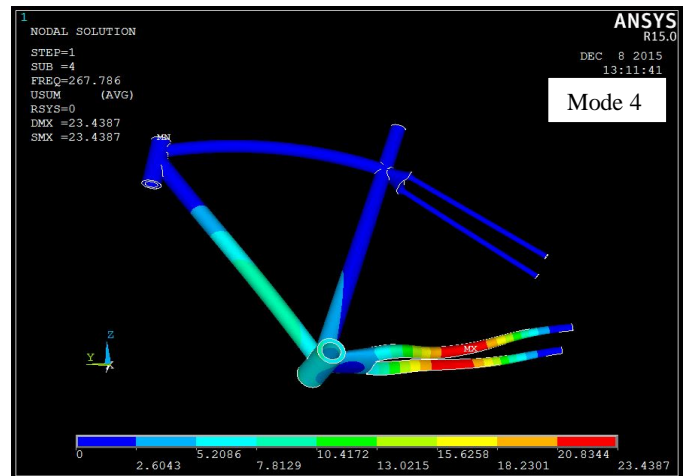 1
NODAL SOLUTION
STEP=1
SUB =4
FREQ=267.786
USUM (AVG)
RSYS=0
DMX =23.4387
SMX =23.4387
ANSYS
R15.0
DEC 8 2015
13:11:41
Mode 4
MN
MX
Z
Y
X
0 5.2086 10.4172 15.6258 20.8344
2.6043 7.8129 13.0215 18.2301 23.4387